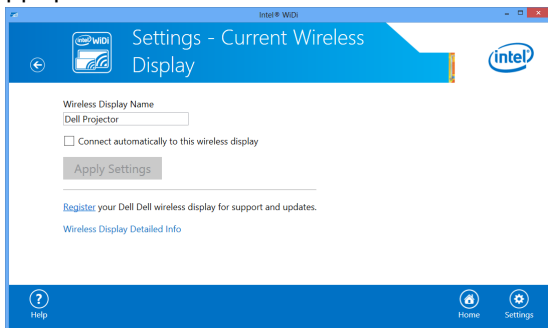 Intel® WiDi
intel WiDi
Settings - Current Wireless
Display
intel
Wireless Display Name
Dell Projector
Connect automatically to this wireless display
Apply Settings
Register your Dell Dell wireless display for support and updates.
Wireless Display Detailed Info
?
Help
Home
Settings